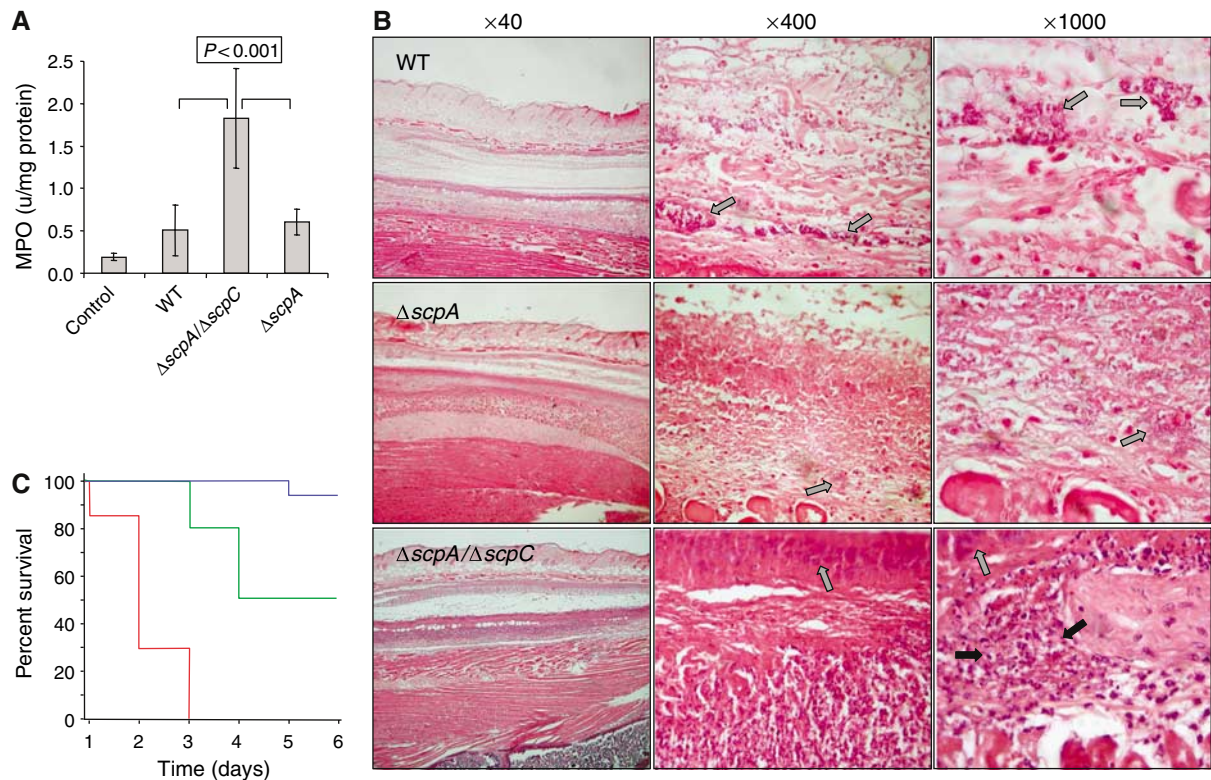 A
P < 0.001
MPO (u/mg protein)
2.5
2.0
1.5
1.0
0.5
0.0
Control
WT
ΔscpA/ΔscpC
ΔscpA
B
×40 ×400 ×1000
WT
ΔscpA
ΔscpA/ΔscpC
C
Percent survival
100
80
60
40
20
0
1 2 3 4 5 6
Time (days)